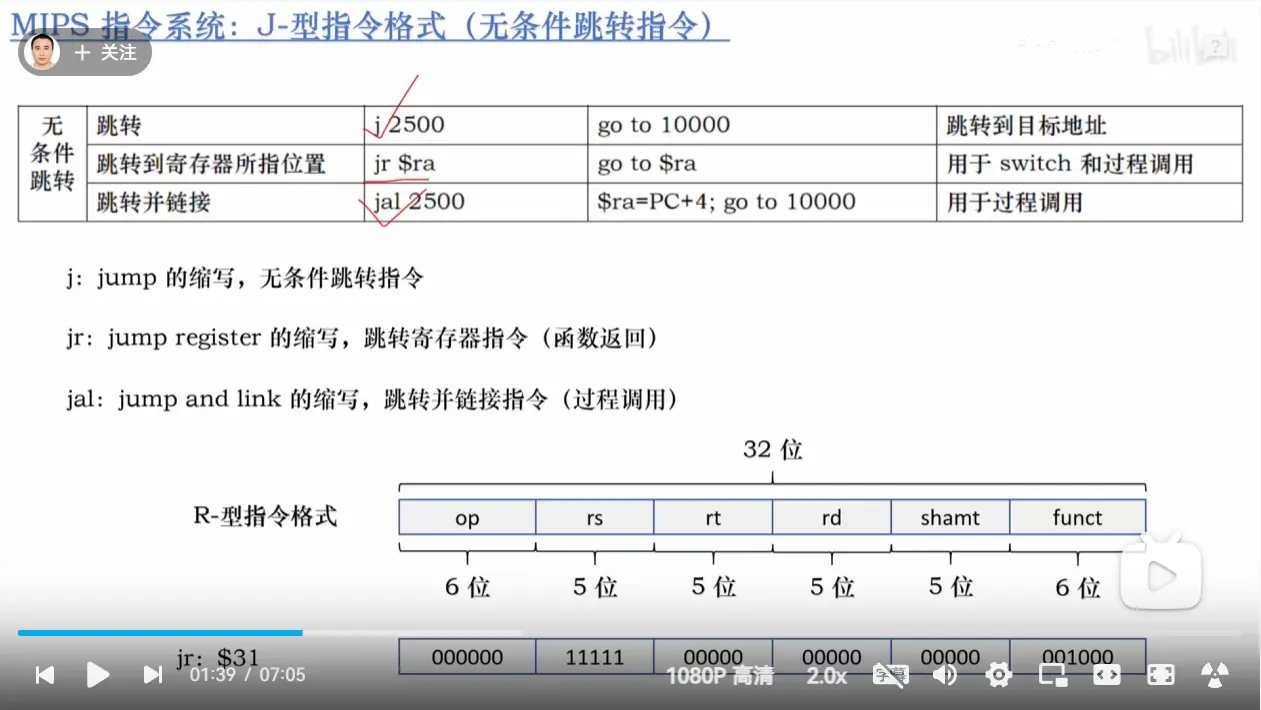 MIPS 指令系统：J-型指令格式（无条件跳转指令）
+ 关注
bilibili
无条件跳转
跳转 j 2500 go to 10000 跳转到目标地址
跳转到寄存器所指位置 jr $ra go to $ra 用于 switch 和过程调用
跳转并链接 jal 2500 $ra=PC+4; go to 10000 用于过程调用
j：jump 的缩写，无条件跳转指令
jr：jump register 的缩写，跳转寄存器指令（函数返回）
jal：jump and link 的缩写，跳转并链接指令（过程调用）
32 位
R-型指令格式 op rs rt rd shamt funct
6 位 5 位 5 位 5 位 5 位 6 位
jr：$31 000000 11111 00000 00000 00000 001000
01:39 / 07:05 1080P 高清 2.0x 字幕